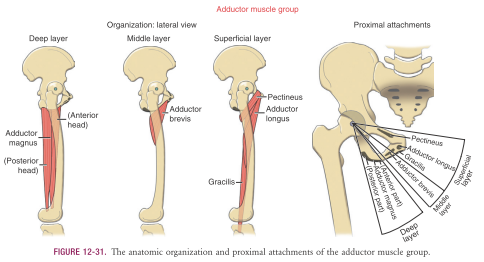 Adductor muscle group
Organization: lateral view
Proximal attachments
Deep layer
Middle layer
Superficial layer
(Anterior
head)
Adductor
magnus
(Posterior
head)
Adductor
brevis
Pectineus
Adductor
longus
Gracilis
Pectineus
Adductor longus
Gracilis
Adductor brevis
(Anterior part)
Adductor magnus
(Posterior part)
Superficial
layer
Middle
layer
Deep
layer
FIGURE 12-31. The anatomic organization and proximal attachments of the adductor muscle group.